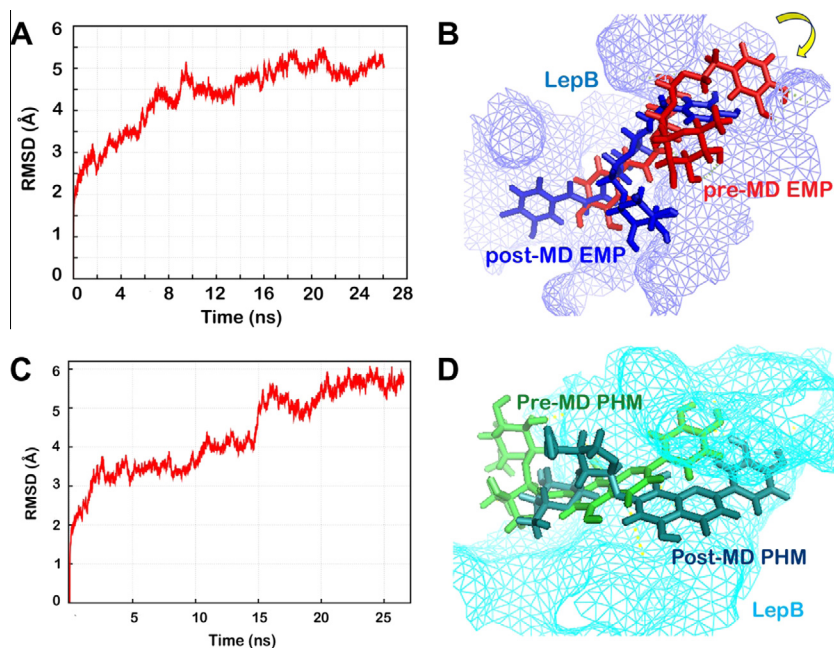 A
6
5
4
3
2
1
0
RMSD (Å)
0 4 8 12 16 20 24 28
Time (ns)
B
LepB
pre-MD EMP
post-MD EMP
C
6
5
4
3
2
1
0
RMSD (Å)
5 10 15 20 25
Time (ns)
D
Pre-MD PHM
Post-MD PHM
LepB